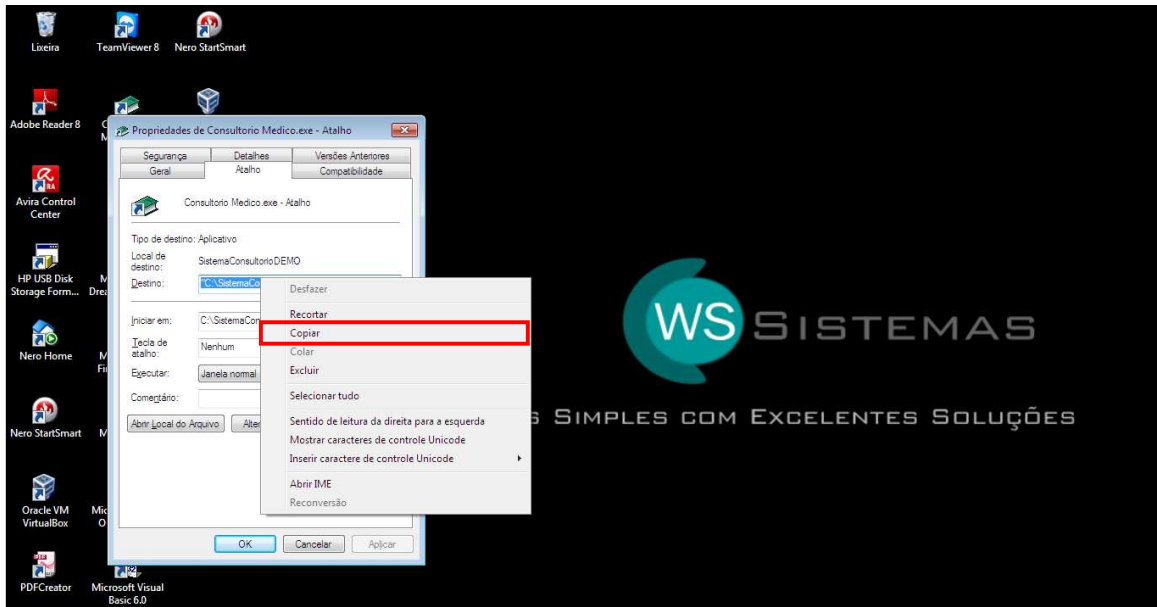 Lixeira
TeamViewer 8
Nero StartSmart
Adobe Reader 8
Avira Control
Center
HP USB Disk
Storage Form...
Nero Home
Nero StartSmart
Oracle VM
VirtualBox
PDFCreator
Microsoft Visual
Basic 6.0
Propriedades de Consultorio Medico.exe - Atalho
Segurança
Detalhes
Versões Anteriores
Geral
Atalho
Compatibilidade
Consultorio Medico.exe - Atalho
Tipo de destino: Aplicativo
Local de
destino:
SistemaConsultorioDEMO
Destino:
"C:\SistemaCo
Iniciar em:
C:\SistemaCon
Tecla de
atalho:
Nenhum
Executar:
Janela normal
Comentário:
Abrir Local do Arquivo
Alter
OK
Cancelar
Aplicar
Desfazer
Recortar
Copiar
Colar
Excluir
Selecionar tudo
Sentido de leitura da direita para a esquerda
Mostrar caracteres de controle Unicode
Inserir caractere de controle Unicode
Abrir IME
Reconversão
WS SISTEMAS
S SIMPLES COM EXCELENTES SOLUÇÕES